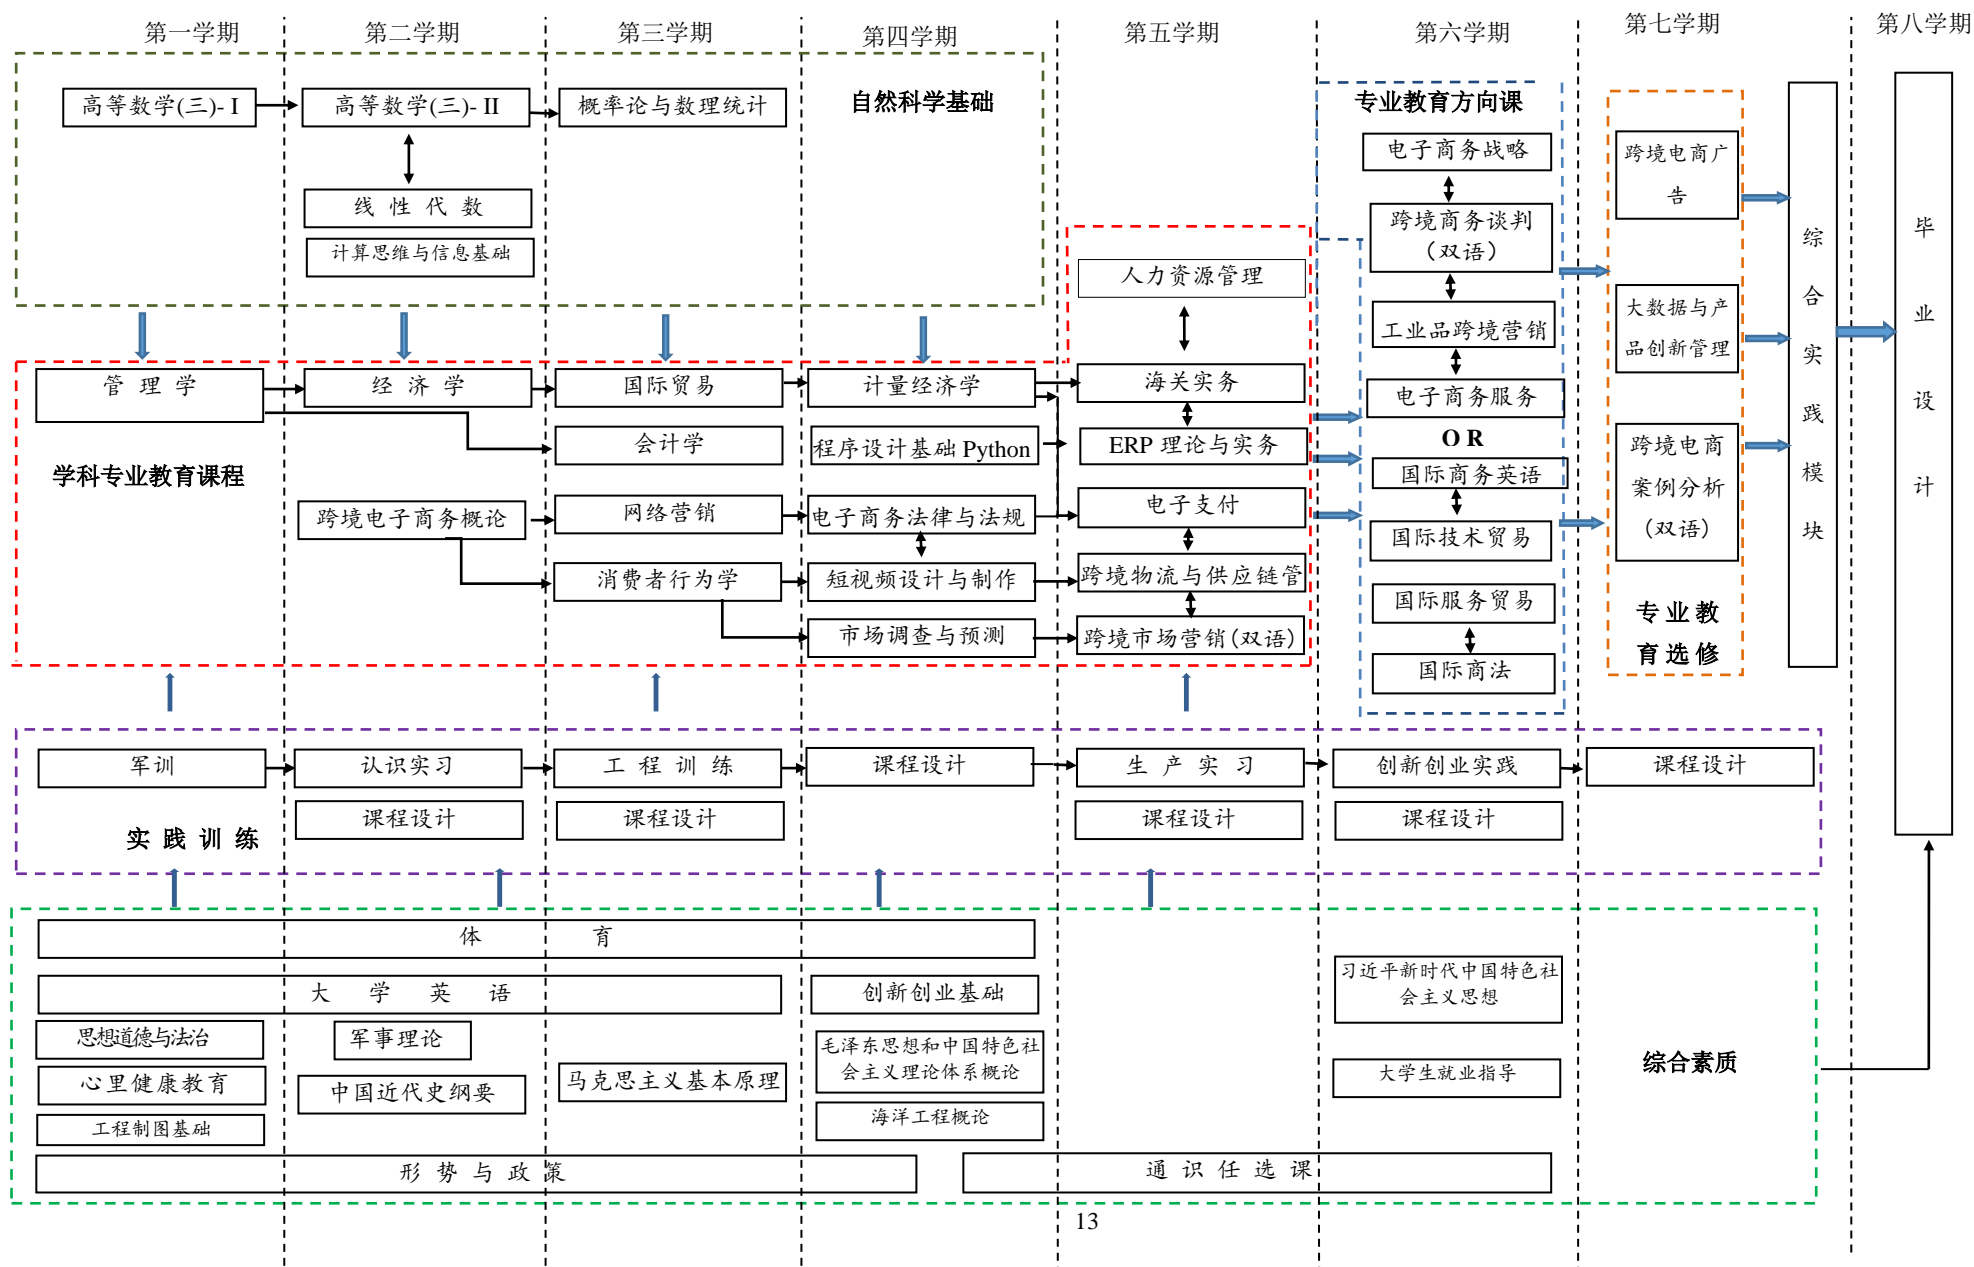 第一学期
第二学期
第三学期
第四学期
第五学期
第六学期
第七学期
第八学期
高等数学(三)- I
高等数学(三)- II
概率论与数理统计
自然科学基础
线 性 代 数
计算思维与信息基础
专业教育方向课
电子商务战略
跨境商务谈判
（双语）
工业品跨境营销
电子商务服务
O R
国际商务英语
国际技术贸易
国际服务贸易
国际商法
跨境电商广
告
大数据与产
品创新管理
跨境电商
案例分析
（双语）
专 业 教
育 选 修
综
合
实
践
模
块
毕
业
设
计
人力资源管理
管 理 学
经 济 学
国际贸易
计量经济学
海关实务
会计学
程序设计基础 Python
ERP 理论与实务
学科专业教育课程
跨境电子商务概论
网络营销
电子商务法律与法规
电子支付
消费者行为学
短视频设计与制作
跨境物流与供应链管
市场调查与预测
跨境市场营销(双语)
军训
认识实习
工 程 训 练
课程设计
生 产 实 习
创新创业实践
课程设计
课程设计
课程设计
课程设计
课程设计
实 践 训 练
体 育
大 学 英 语
创新创业基础
习近平新时代中国特色社
会主义思想
思想道德与法治
军事理论
毛泽东思想和中国特色社
会主义理论体系概论
心里健康教育
中国近代史纲要
马克思主义基本原理
大学生就业指导
综合素质
工程制图基础
海洋工程概论
形 势 与 政 策
通 识 任 选 课
13